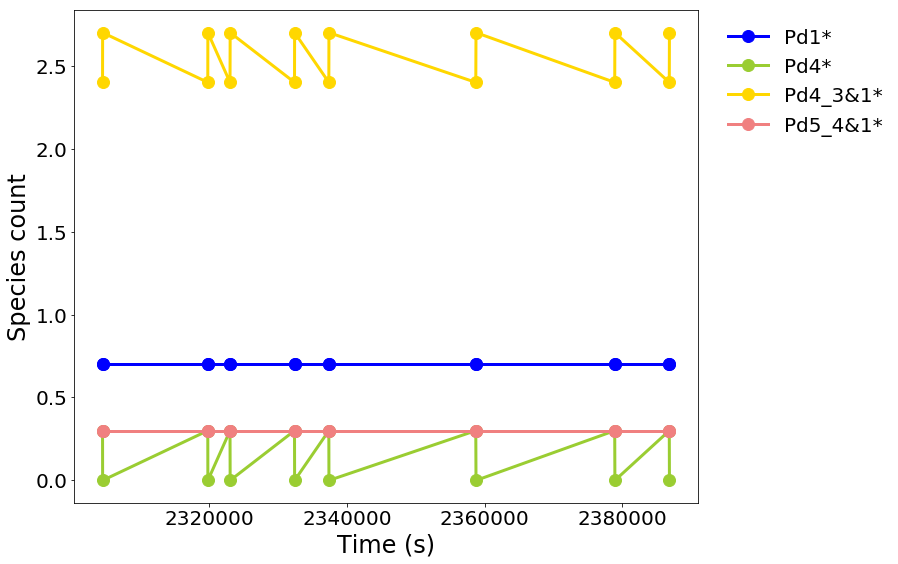 2.5
2.0
1.5
1.0
0.5
0.0
Species count
2320000 2340000 2360000 2380000
Time (s)
Pd1*
Pd4*
Pd4_3&1*
Pd5_4&1*